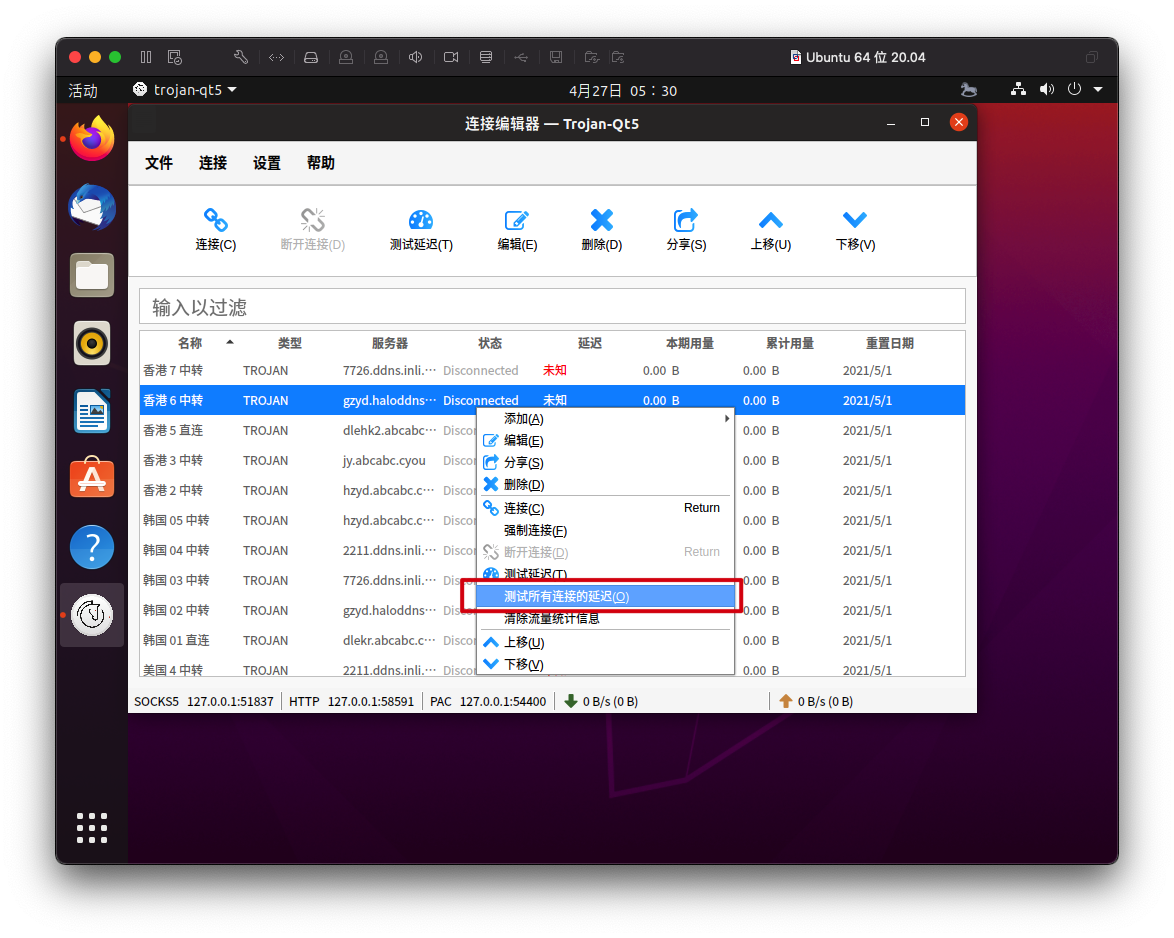 Ubuntu 64 位 20.04
活动 trojan-qt5 4月27日 05：30
连接编辑器 — Trojan-Qt5
文件 连接 设置 帮助
连接(C) 断开连接(D) 测试延迟(T) 编辑(E) 删除(D) 分享(S) 上移(U) 下移(V)
输入以过滤
名称 类型 服务器 状态 延迟 本期用量 累计用量 重置日期
香港 7 中转 TROJAN 7726.ddns.inli.⋯ Disconnected 未知 0.00 B 0.00 B 2021/5/1
香港 6 中转 TROJAN gzyd.haloddns⋯ Disconnected 未知 0.00 B 0.00 B 2021/5/1
香港 5 直连 TROJAN dlehk2.abcabc⋯ Discor 0.00 B 2021/5/1
香港 3 中转 TROJAN jy.abcabc.cyou Discor 0.00 B 2021/5/1
香港 2 中转 TROJAN hzyd.abcabc.c⋯ Discor 0.00 B 2021/5/1
韩国 05 中转 TROJAN hzyd.abcabc.c⋯ Discor 0.00 B 2021/5/1
韩国 04 中转 TROJAN 2211.ddns.inli.⋯ Discor 0.00 B 2021/5/1
韩国 03 中转 TROJAN 7726.ddns.inli.⋯ Disco 0.00 B 2021/5/1
韩国 02 中转 TROJAN gzyd.haloddns⋯ Disco 0.00 B 2021/5/1
韩国 01 直连 TROJAN dlekr.abcabc.c⋯ Discor 0.00 B 2021/5/1
美国 4 中转 TROJAN 2211.ddns.inli.⋯ Discor 0.00 B 2021/5/1
添加(A)
编辑(E)
分享(S)
删除(D)
连接(C) Return
强制连接(F)
断开连接(D) Return
测试延迟(T)
测试所有连接的延迟(O)
清除流量统计信息
上移(U)
下移(V)
SOCKS5 127.0.0.1:51837 HTTP 127.0.0.1:58591 PAC 127.0.0.1:54400 0 B/s (0 B) 0 B/s (0 B)